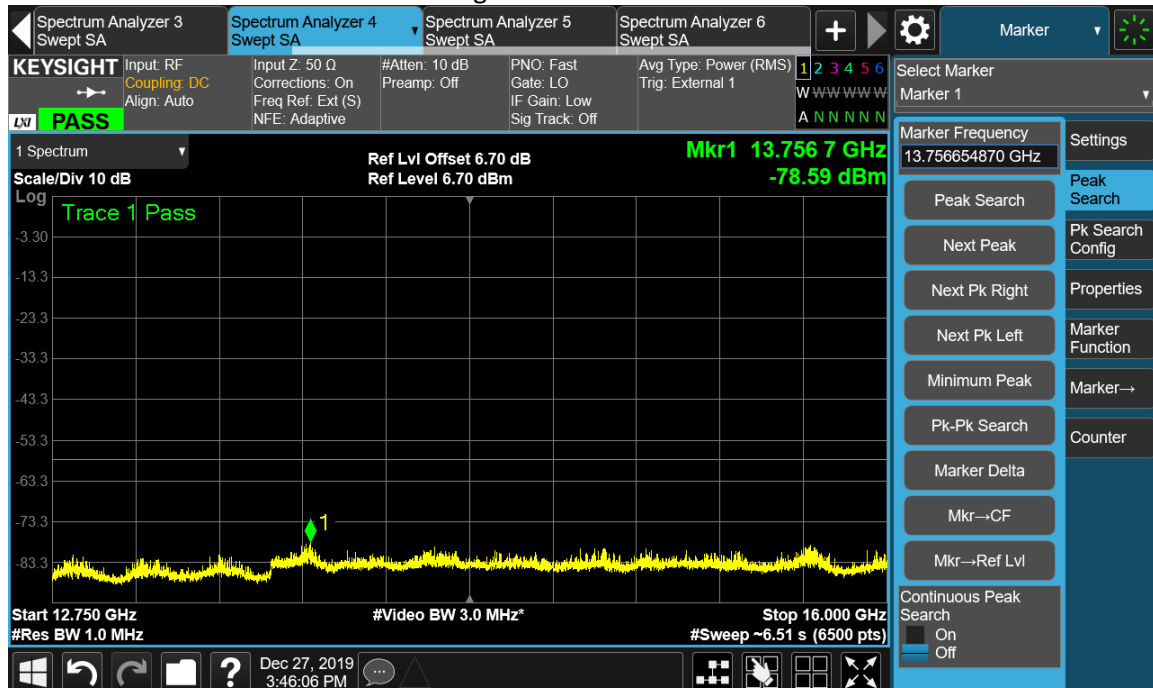 Spectrum Analyzer 3
Swept SA
Spectrum Analyzer 4
Swept SA
Spectrum Analyzer 5
Swept SA
Spectrum Analyzer 6
Swept SA
+
Marker
KEYSIGHT
LXI
PASS
Input: RF
Coupling: DC
Align: Auto
Input Z: 50 Ω
Corrections: On
Freq Ref: Ext (S)
NFE: Adaptive
#Atten: 10 dB
Preamp: Off
PNO: Fast
Gate: LO
IF Gain: Low
Sig Track: Off
Avg Type: Power (RMS)
Trig: External 1
1 2 3 4 5 6
W W W W W W
A N N N N N
Select Marker
Marker 1
1 Spectrum
Scale/Div 10 dB
Ref Lvl Offset 6.70 dB
Ref Level 6.70 dBm
Mkr1 13.756 7 GHz
-78.59 dBm
Log
Trace 1 Pass
-3.30
-13.3
-23.3
-33.3
-43.3
-53.3
-63.3
-73.3
-83.3
1
Start 12.750 GHz
#Res BW 1.0 MHz
#Video BW 3.0 MHz*
Stop 16.000 GHz
#Sweep ~6.51 s (6500 pts)
Marker Frequency
13.756654870 GHz
Peak Search
Next Peak
Next Pk Right
Next Pk Left
Minimum Peak
Pk-Pk Search
Marker Delta
Mkr→CF
Mkr→Ref Lvl
Continuous Peak
Search
On
Off
Settings
Peak
Search
Pk Search
Config
Properties
Marker
Function
Marker→
Counter
?
Dec 27, 2019
3:46:06 PM